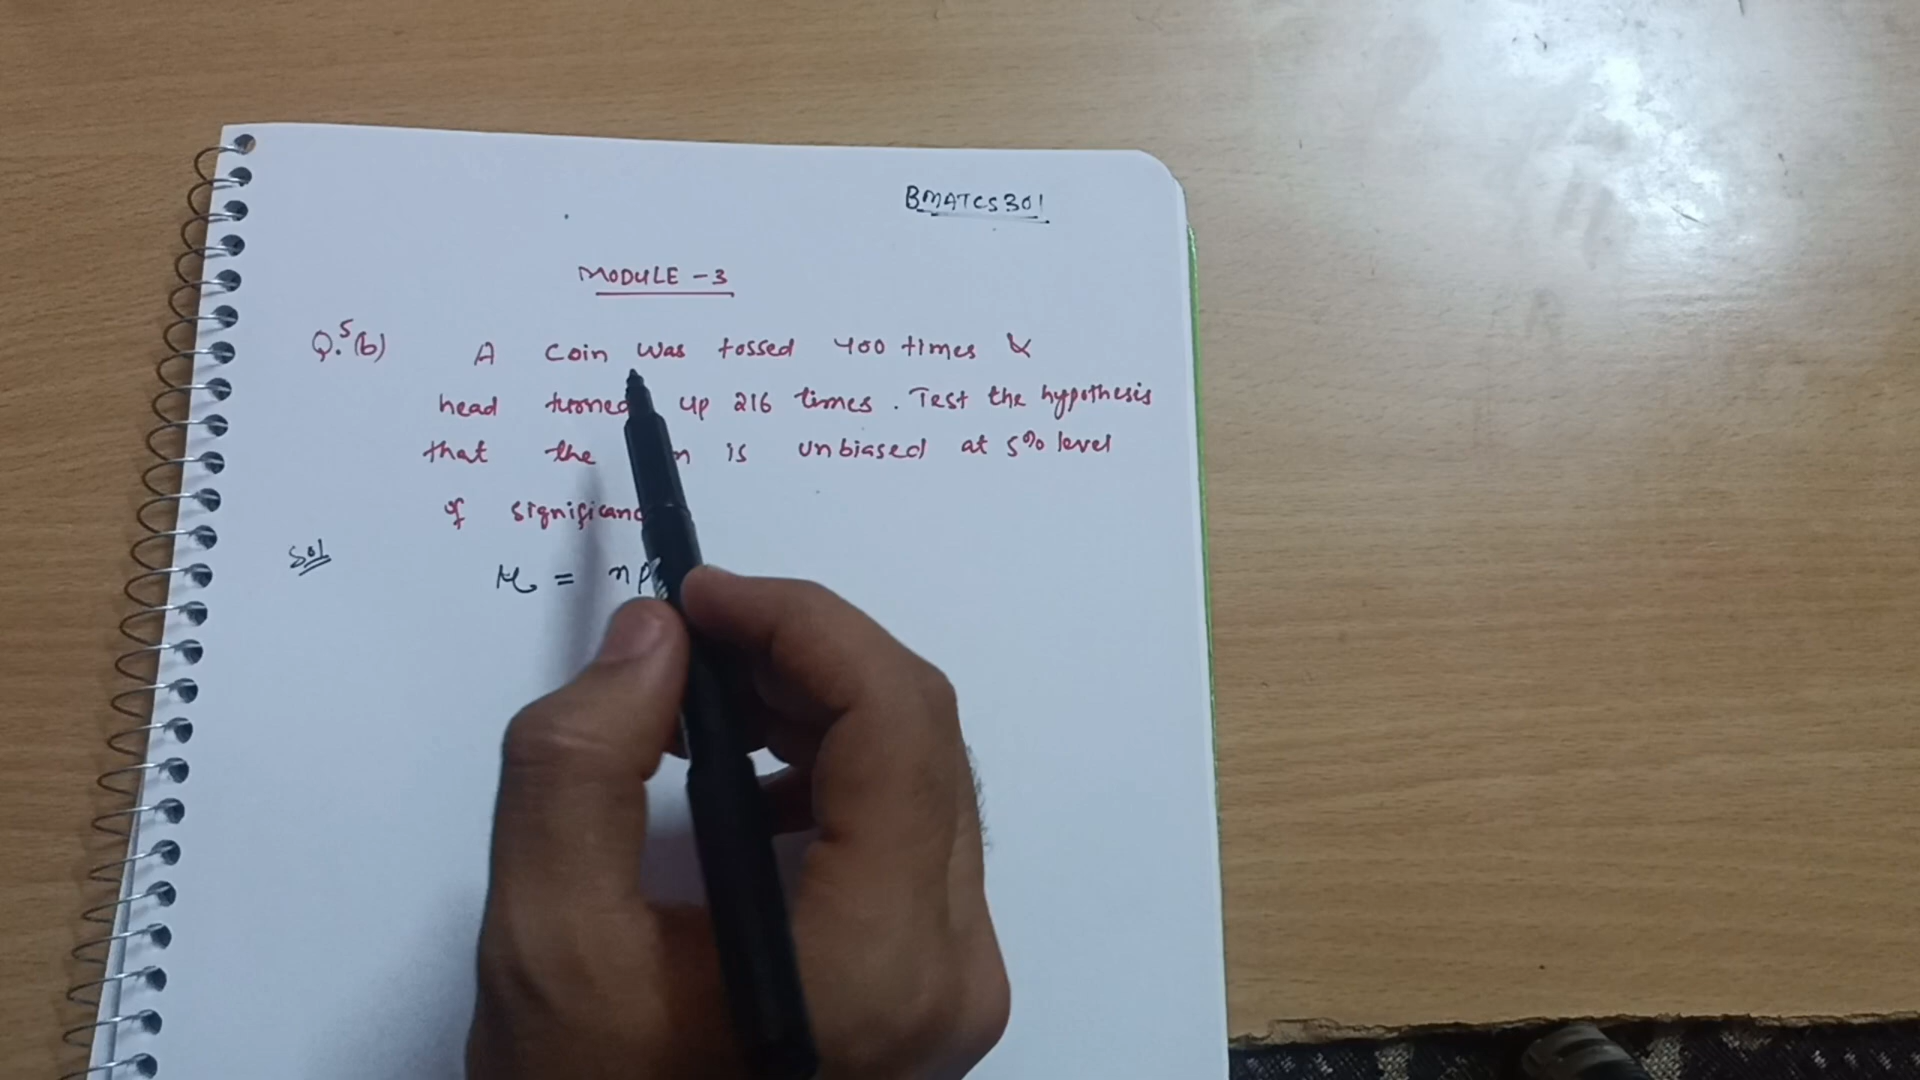 BMATCS301
MODULE - 3
Q.5(b) A coin was tossed 400 times &
head turned up 216 times. Test the hypothesis
that the is unbiased at 5% level
of
Sol μ = np